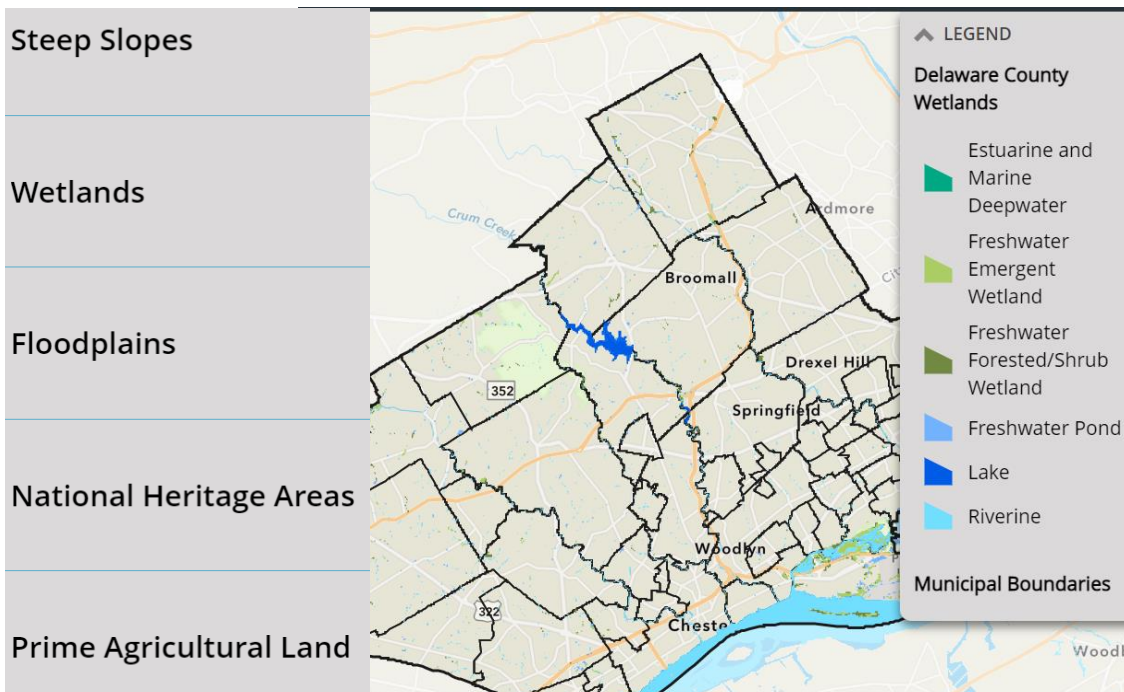 Steep Slopes
Wetlands
Floodplains
National Heritage Areas
Prime Agricultural Land
Crum Creek
Ardmore
Broomall
Drexel Hill
352
Springfield
Woodlyn
322
Chester
Woodl
LEGEND
Delaware County
Wetlands
Estuarine and
Marine
Deepwater
Freshwater
Emergent
Wetland
Freshwater
Forested/Shrub
Wetland
Freshwater Pond
Lake
Riverine
Municipal Boundaries